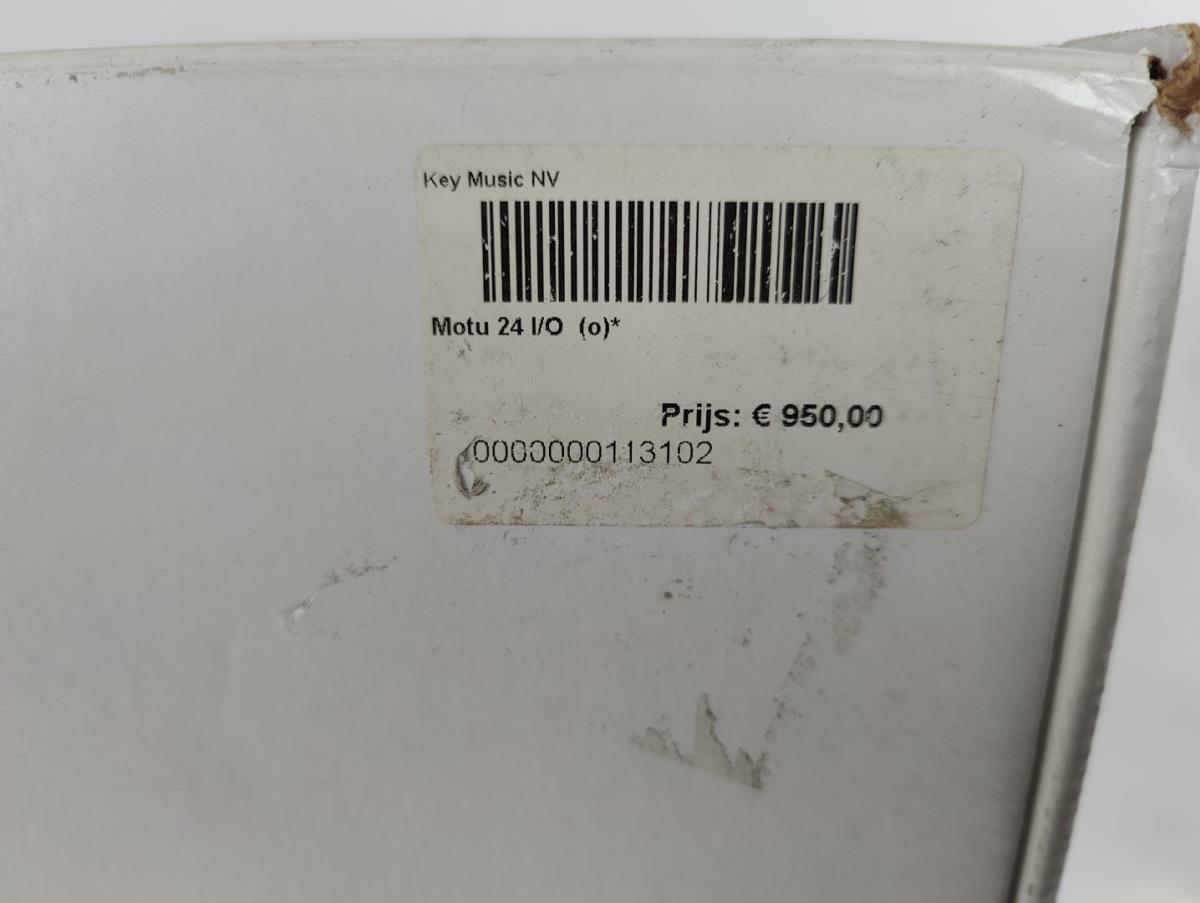 Key Music NV
Motu 24 I/O (o)*
Prijs: € 950,00
0000000113102